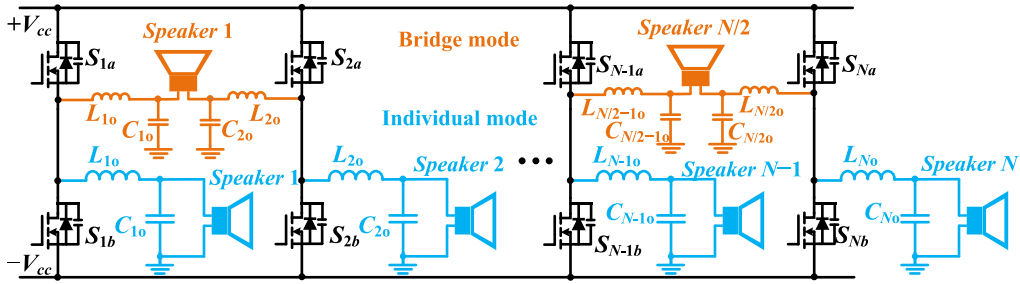 +Vcc
S1a
Speaker 1
L1o
C1o
C2o
L2o
S2a
Bridge mode
SN-1a
Speaker N/2
LN/2−1o
CN/2−1o
CN/2o
LN/2o
SNa
Individual mode
L1o
Speaker 1
C1o
S1b
−Vcc
L2o
Speaker 2
C2o
S2b
•••
LN-1o
Speaker N−1
CN-1o
SN-1b
LNo
Speaker N
CNo
SNb